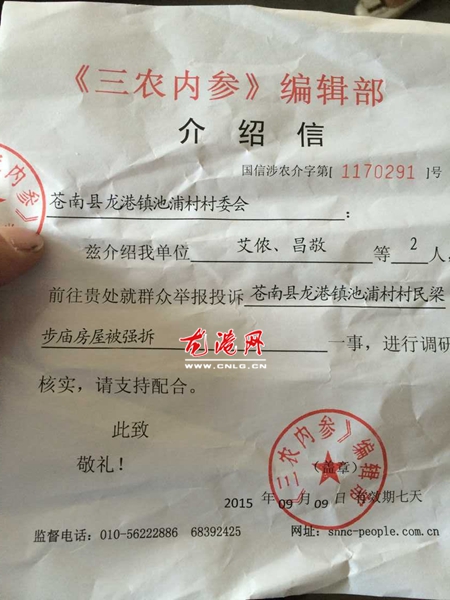 《三农内参》编辑部
介 绍 信
国信涉农介字第[ 1170291 ]号
苍南县龙港镇池浦村村委会 :
兹介绍我单位 艾侬、昌敬 等 2 人,
前往贵处就群众举报投诉 苍南县龙港镇池浦村村民梁
步庙房屋被强拆 一事,进行调研
核实,请支持配合。
龙港网
WWW.CNLG.CN
此致
敬礼!
(盖章)
《三农内参》编辑部
2015 年 09 月 09 日 有效期七天
监督电话:010-56222886 68392425 网址:snnc-people.com.cn
内参》